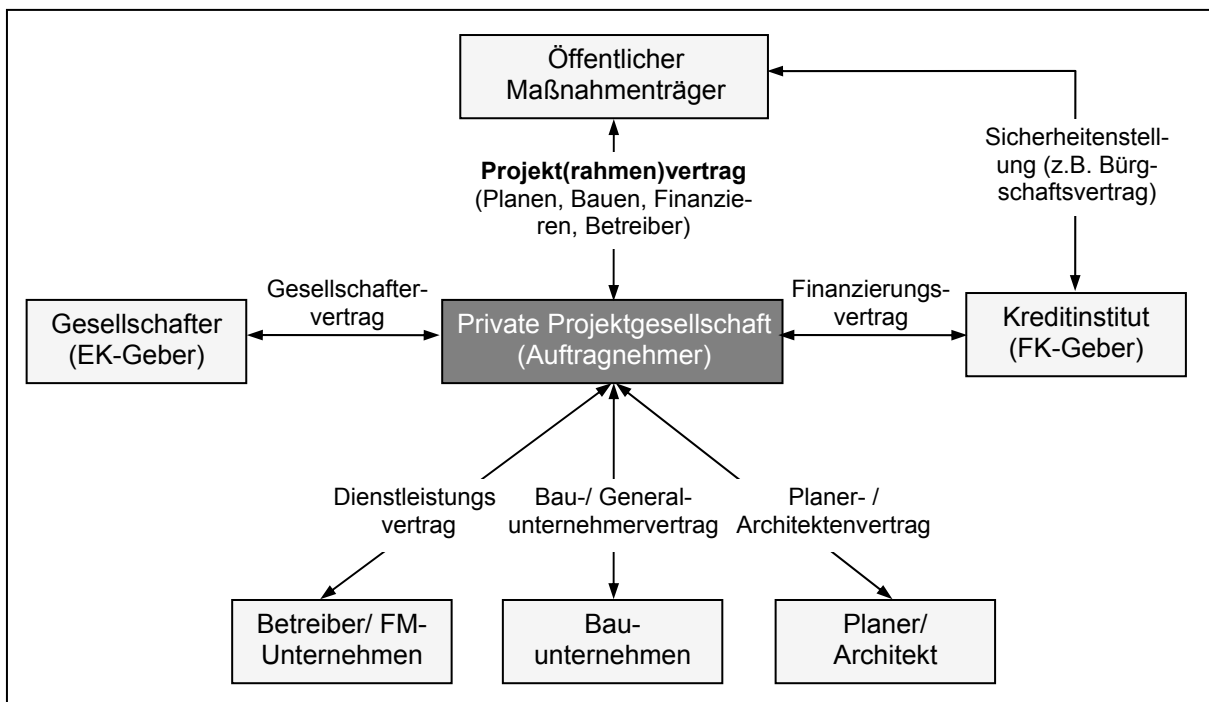 Öffentlicher
Maßnahmenträger
Sicherheitenstell-
ung (z.B. Bürg-
schaftsvertrag)
Projekt(rahmen)vertrag
(Planen, Bauen, Finanzie-
ren, Betreiber)
Gesellschafter-
vertrag
Finanzierungs-
vertrag
Gesellschafter
(EK-Geber)
Private Projektgesellschaft
(Auftragnehmer)
Kreditinstitut
(FK-Geber)
Dienstleistungs
vertrag
Bau-/ General-
unternehmervertrag
Planer- /
Architektenvertrag
Betreiber/ FM-
Unternehmen
Bau-
unternehmen
Planer/
Architekt